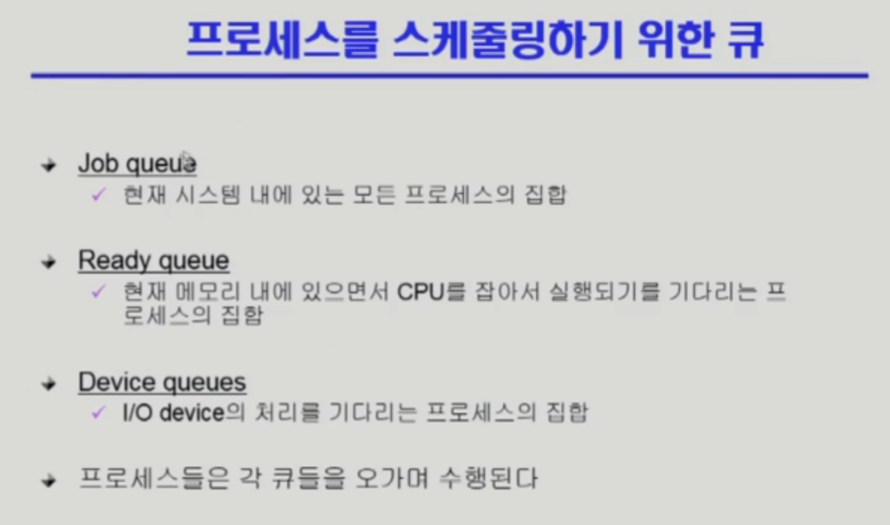 프로세스를 스케줄링하기 위한 큐
Job queue
현재 시스템 내에 있는 모든 프로세스의 집합
Ready queue
현재 메모리 내에 있으면서 CPU를 잡아서 실행되기를 기다리는 프
로세스의 집합
Device queues
I/O device의 처리를 기다리는 프로세스의 집합
프로세스들은 각 큐들을 오가며 수행된다